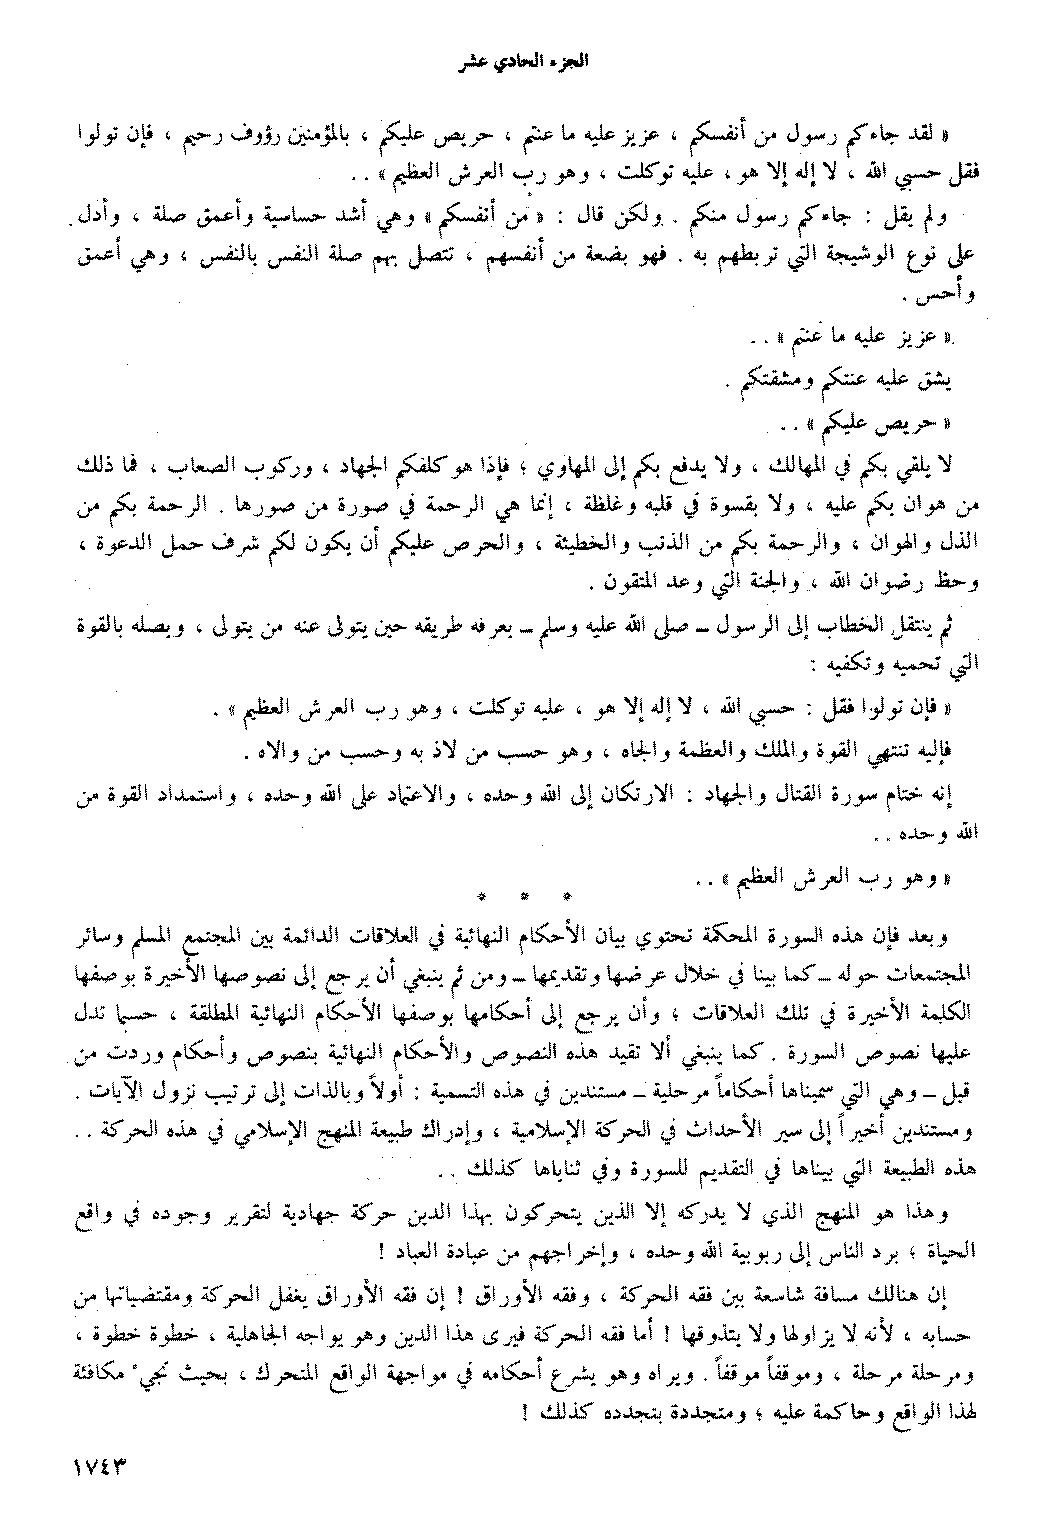 الجزء الحادي عشر
« لقد جاءكم رسول من أنفسكم ، عزيز عليه ما عنتم ، حريص عليكم ، بالمؤمنين رؤوف رحيم ، فإن تولوا
فقل حسبي الله ، لا إله إلا هو ، عليه توكلت ، وهو رب العرش العظيم » . .
ولم يقل : جاءكم رسول منكم . ولكن قال : « من أنفسكم » وهي أشد حساسية وأعمق صلة ، وأدل
على نوع الوشيجة التي تربطهم به . فهو بضعة من أنفسهم ، تتصل بهم صلة النفس بالنفس ، وهي أعمق
وأحس .
« عزيز عليه ما عنتم » . .
يشق عليه عنتكم ومشقتكم .
« حريص عليكم » . .
لا يلقي بكم في المهالك ، ولا يدفع بكم إلى المهاوي ؛ فإذا هو كلفكم الجهاد ، وركوب الصعاب ، فما ذلك
من هوان بكم عليه ، ولا بقسوة في قلبه وغلظة ، إنما هي الرحمة في صورة من صورها . الرحمة بكم من
الذل والهوان ، والرحمة بكم من الذنب والخطيئة ، والحرص عليكم أن يكون لكم شرف حمل الدعوة ،
وحظ رضوان الله ، والجنة التي وعد المتقون .
ثم ينتقل الخطاب إلى الرسول – صلى الله عليه وسلم – يعرفه طريقه حين يتولى عنه من يتولى ، ويصله بالقوة
التي تحميه وتكفيه :
« فإن تولوا فقل : حسبي الله ، لا إله إلا هو ، عليه توكلت ، وهو رب العرش العظيم » .
فإليه تنتهي القوة والملك والعظمة والجاه ، وهو حسب من لاذ به وحسب من والاه .
إنه ختام سورة القتال والجهاد : الارتكان إلى الله وحده ، والاعتماد على الله وحده ، واستمداد القوة من
الله وحده . .
« وهو رب العرش العظيم » . .
* * *
وبعد فإن هذه السورة المحكمة تحتوي بيان الأحكام النهائية في العلاقات الدائمة بين المجتمع المسلم وسائر
المجتمعات حوله – كما بينا في خلال عرضها وتقديمها – ومن ثم ينبغي أن يرجع إلى نصوصها الأخيرة بوصفها
الكلمة الأخيرة في تلك العلاقات ؛ وأن يرجع إلى أحكامها بوصفها الأحكام النهائية المطلقة ، حسبما تدل
عليها نصوص السورة . كما ينبغي ألا تقيد هذه النصوص والأحكام النهائية بنصوص وأحكام وردت من
قبل – وهي التي سميناها أحكاماً مرحلية – مستندين في هذه التسمية : أولاً وبالذات إلى ترتيب نزول الآيات .
ومستندين أخيراً إلى سير الأحداث في الحركة الإسلامية ، وإدراك طبيعة المنهج الإسلامي في هذه الحركة . .
هذه الطبيعة التي بيناها في التقديم للسورة وفي ثناياها كذلك . .
وهذا هو المنهج الذي لا يدركه إلا الذين يتحركون بهذا الدين حركة جهادية لتقرير وجوده في واقع
الحياة ؛ برد الناس إلى ربوبية الله وحده ، وإخراجهم من عبادة العباد !
إن هنالك مسافة شاسعة بين فقه الحركة ، وفقه الأوراق ! إن فقه الأوراق يغفل الحركة ومقتضياتها من
حسابه ، لأنه لا يزاولها ولا يتذوقها ! أما فقه الحركة فيرى هذا الدين وهو يواجه الجاهلية ، خطوة خطوة ،
ومرحلة مرحلة ، وموقفاً موقفاً . ويراه وهو يشرع أحكامه في مواجهة الواقع المتحرك ، بحيث تجيء مكافئة
لهذا الواقع وحاكمة عليه ؛ ومتجددة بتجدده كذلك !
١٧٤٣